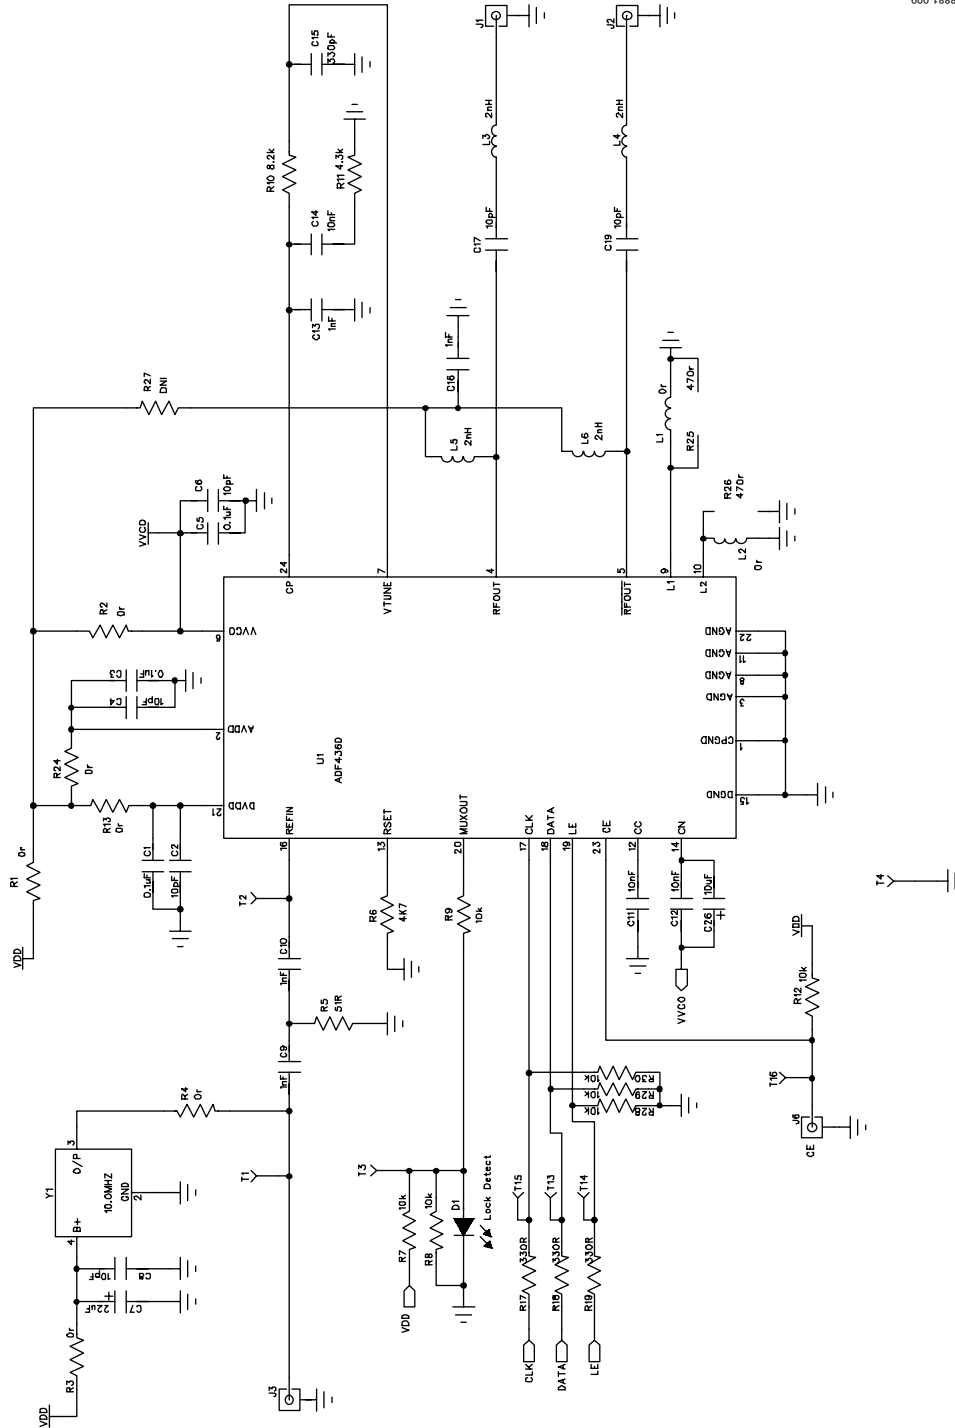 J1
J2
C15
330pF
2nH
L3
2nH
L4
R10 8.2k
R11 4.3k
C14
10nF
10pF
C17
10pF
C19
C13
1nF
1nF
C16
R27
DNI
L5
2nH
L6
2nH
0r
470r
L1
R25
R26
470r
L2
0r
VVCO
C6
10pF
C5
0.1uF
R2
0r
C3
0.1uF
C4
10pF
R24
0r
R13
0r
C1
0.1uF
C2
10pF
R1
0r
VDD
24
CP
7
VTUNE
4
RFOUT
5
RFOUT
9
L1
10
L2
6
VVCO
2
AVDD
21
DVDD
U1
ADF4360
AGND
22
AGND
11
AGND
8
AGND
3
CPGND
1
DGND
15
REFIN
16
RSET
13
MUXOUT
20
CLK
17
DATA
18
LE
19
CE
23
CC
12
CN
14
T2
C10
1nF
R5
51R
C9
1nF
R6
4K7
R9
10k
10nF
C11
10nF
C12
10uF
C26
+
VVCO
T4
VDD
R12 10k
T16
J6
CE
10k
R30
10k
R29
10k
R28
R4
0r
T1
Y1
10.0MHZ
O/P
3
GND
2
B+
4
10pF
C8
22uF
C7
+
R3
0r
VDD
J3
T3
10k
R7
10k
R8
D1
Lock Detect
VDD
T15
T13
T14
330R
R17
330R
R18
330R
R19
CLK
DATA
LE